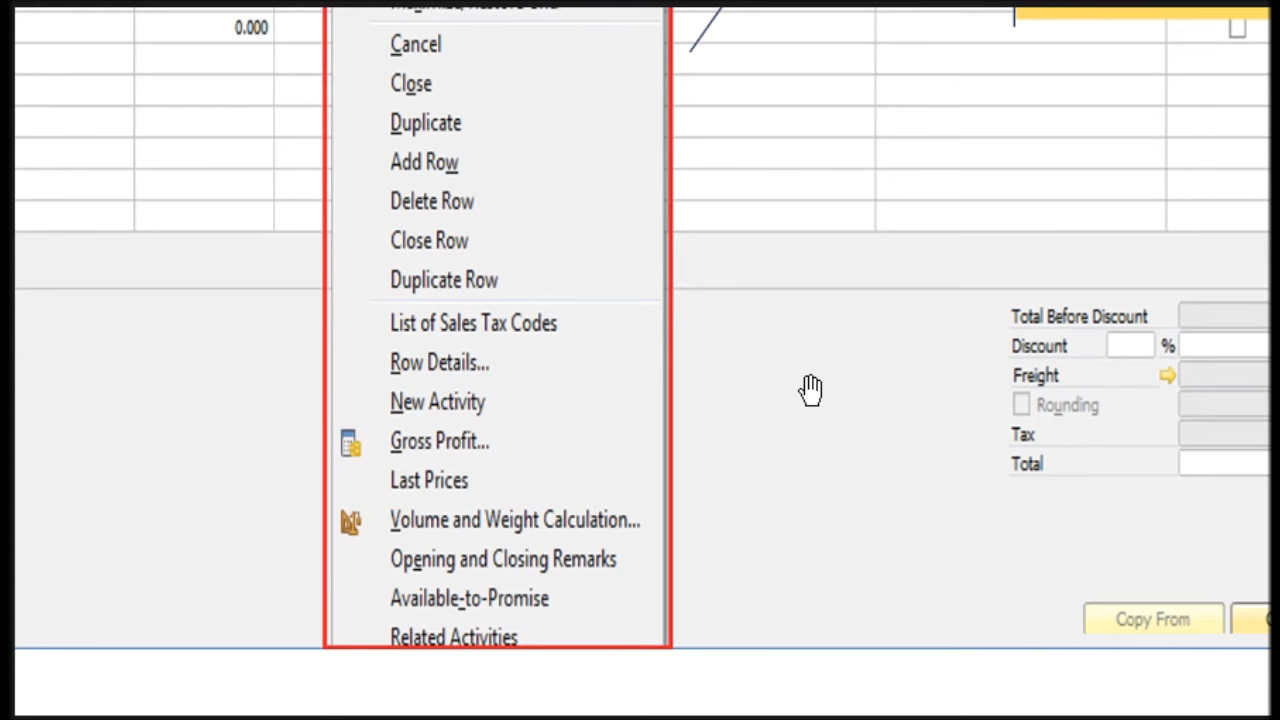 0.000
Cancel
Close
Duplicate
Add Row
Delete Row
Close Row
Duplicate Row
List of Sales Tax Codes
Row Details...
New Activity
Gross Profit...
Last Prices
Volume and Weight Calculation...
Opening and Closing Remarks
Available-to-Promise
Related Activities
Total Before Discount
Discount %
Freight
Rounding
Tax
Total
Copy From